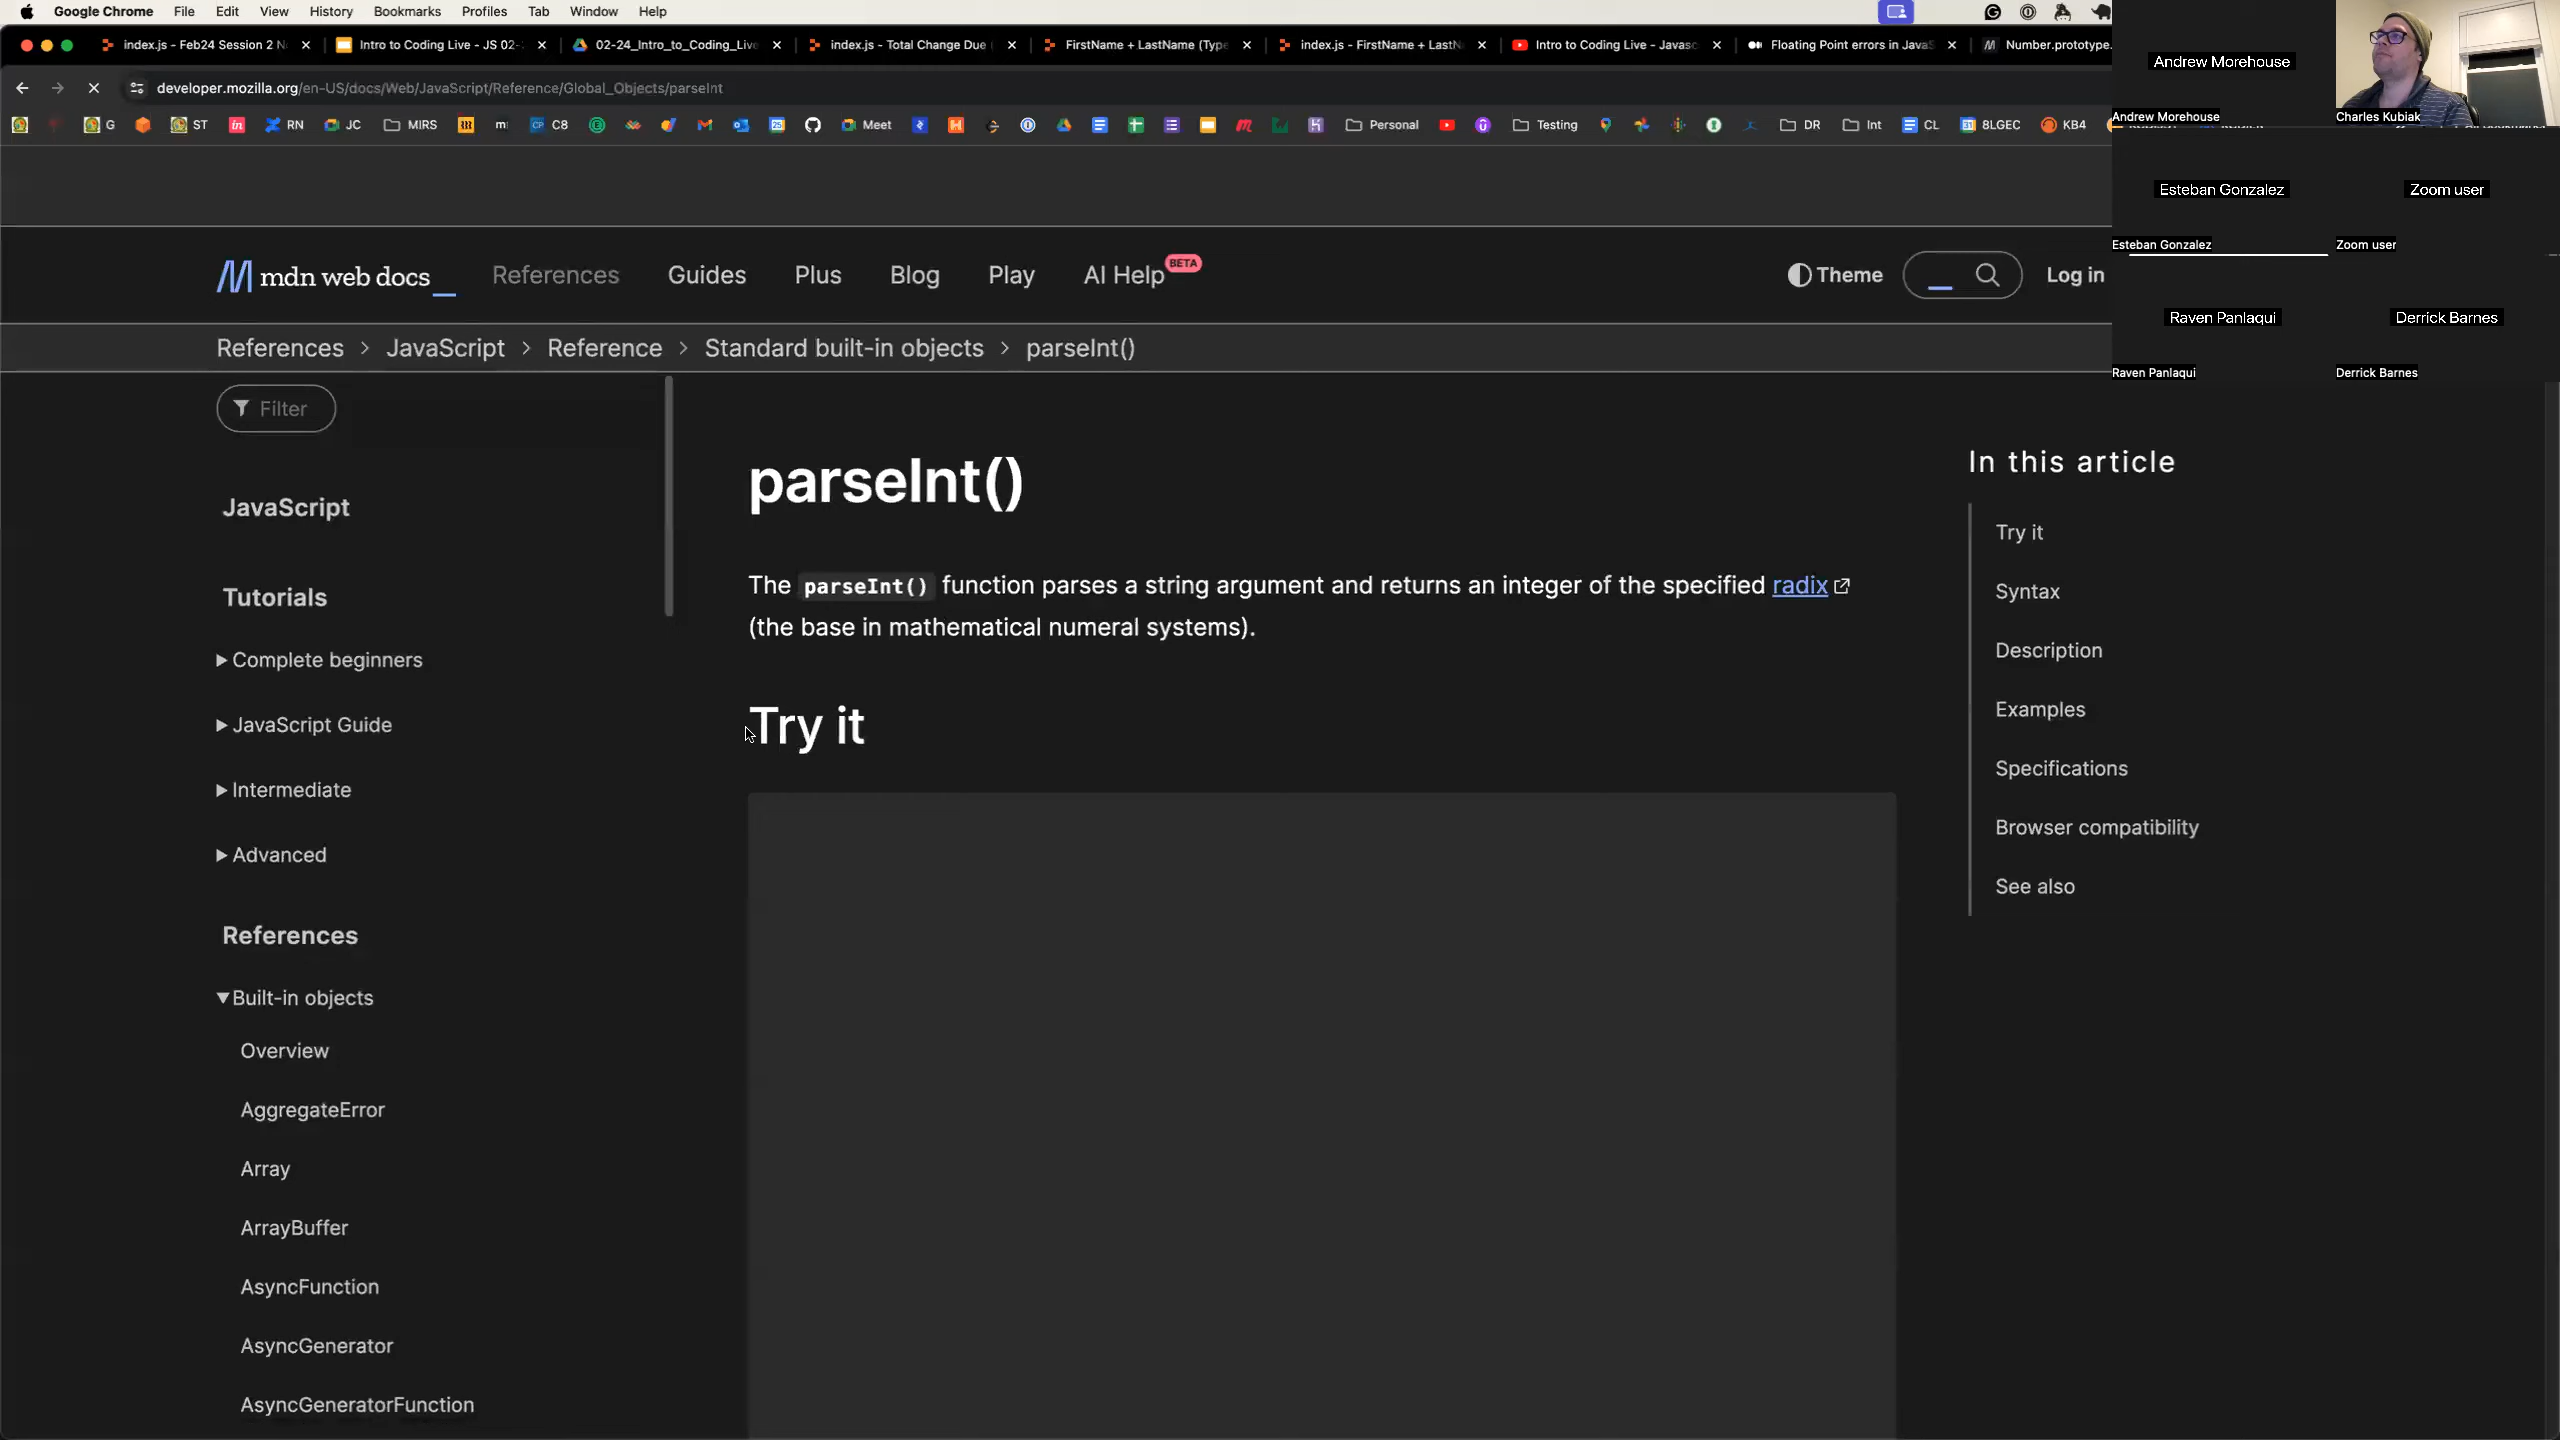 Google Chrome File Edit View History Bookmarks Profiles Tab Window Help
index.js - Feb24 Session 2 N
Intro to Coding Live - JS 02-
02-24_Intro_to_Coding_Live
index.js - Total Change Due
FirstName + LastName (Type
index.js - FirstName + LastN
Intro to Coding Live - Javasc
Floating Point errors in JavaS
Number.prototype.
developer.mozilla.org/en-US/docs/Web/JavaScript/Reference/Global_Objects/parseInt
G ST in RN JC MIRS m CP C8 Meet Personal Testing DR Int CL 8LGEC KB4
Andrew Morehouse
Andrew Morehouse
Charles Kubiak
Esteban Gonzalez
Zoom user
Esteban Gonzalez
Zoom user
Raven Panlaqui
Derrick Barnes
Raven Panlaqui
Derrick Barnes
mdn web docs_ References Guides Plus Blog Play AI Help BETA Theme Log in
References > JavaScript > Reference > Standard built-in objects > parseInt()
Filter
JavaScript
Tutorials
Complete beginners
JavaScript Guide
Intermediate
Advanced
References
Built-in objects
Overview
AggregateError
Array
ArrayBuffer
AsyncFunction
AsyncGenerator
AsyncGeneratorFunction
parseInt()
The parseInt() function parses a string argument and returns an integer of the specified radix
(the base in mathematical numeral systems).
Try it
In this article
Try it
Syntax
Description
Examples
Specifications
Browser compatibility
See also